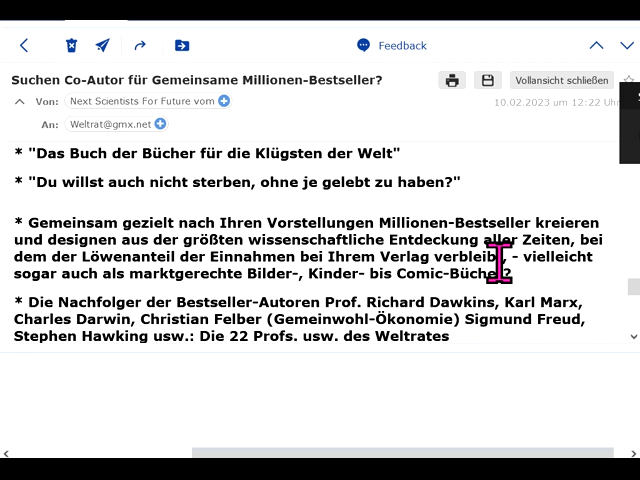 Feedback
Suchen Co-Autor für Gemeinsame Millionen-Bestseller?
Vollansicht schließen
Von: Next Scientists For Future vom
10.02.2023 um 12:22 Uhr
An: Weltrat@gmx.net
* "Das Buch der Bücher für die Klügsten der Welt"
* "Du willst auch nicht sterben, ohne je gelebt zu haben?"
* Gemeinsam gezielt nach Ihren Vorstellungen Millionen-Bestseller kreieren
und designen aus der größten wissenschaftliche Entdeckung aller Zeiten, bei
dem der Löwenanteil der Einnahmen bei Ihrem Verlag verbleibt, - vielleicht
sogar auch als marktgerechte Bilder-, Kinder- bis Comic-Bücher?
* Die Nachfolger der Bestseller-Autoren Prof. Richard Dawkins, Karl Marx,
Charles Darwin, Christian Felber (Gemeinwohl-Ökonomie) Sigmund Freud,
Stephen Hawking usw.: Die 22 Profs. usw. des Weltrates